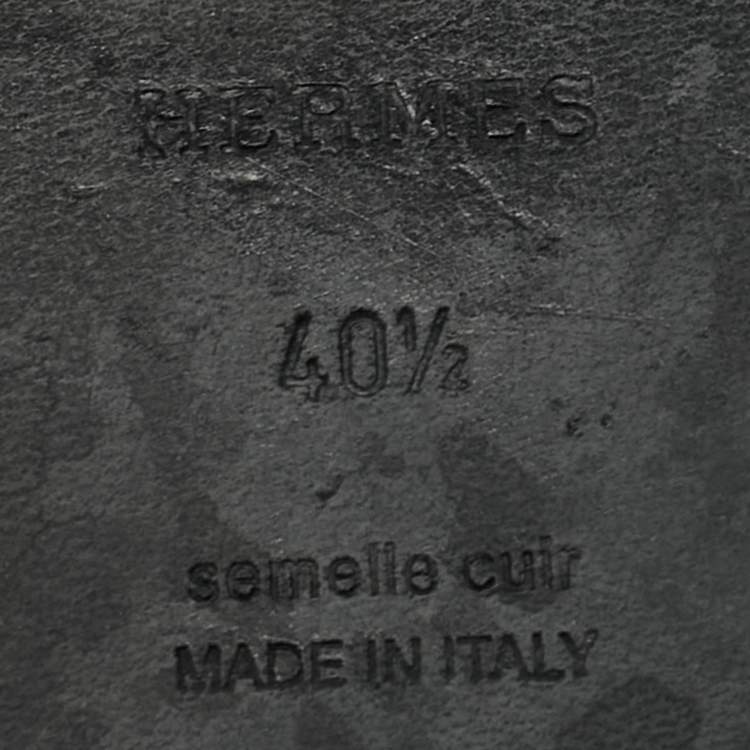 HERMES
40½
semelle cuir
MADE IN ITALY